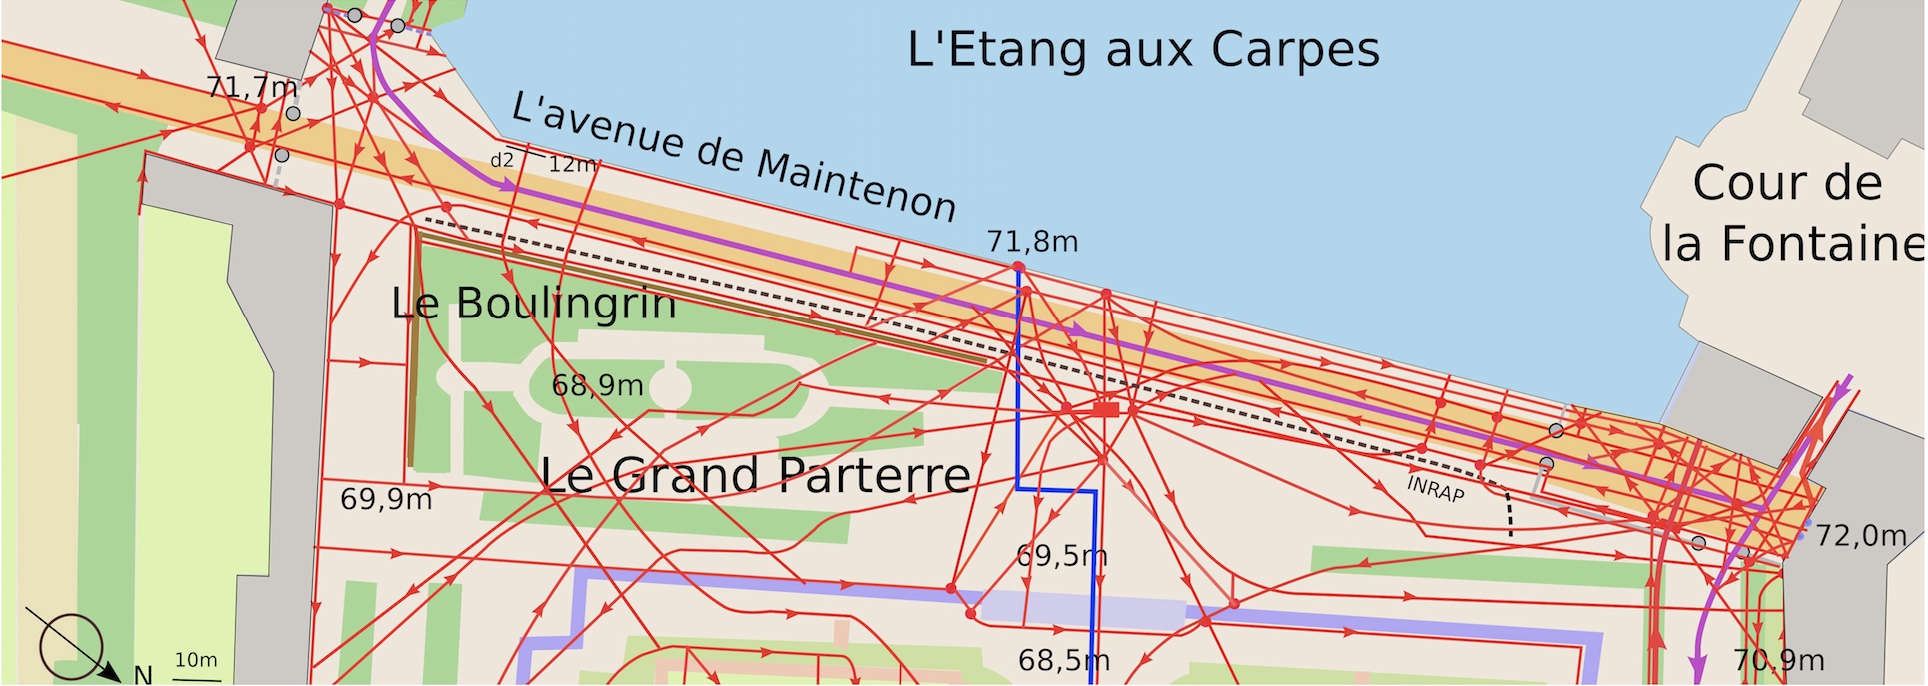 L'Etang aux Carpes
71,7m
L'avenue de Maintenon
d2
12m
Cour de
la Fontaine
71,8m
Le Boulingrin
68,9m
Le Grand Parterre
69,9m
INRAP
72,0m
69,5m
68,5m
70,9m
10m
N